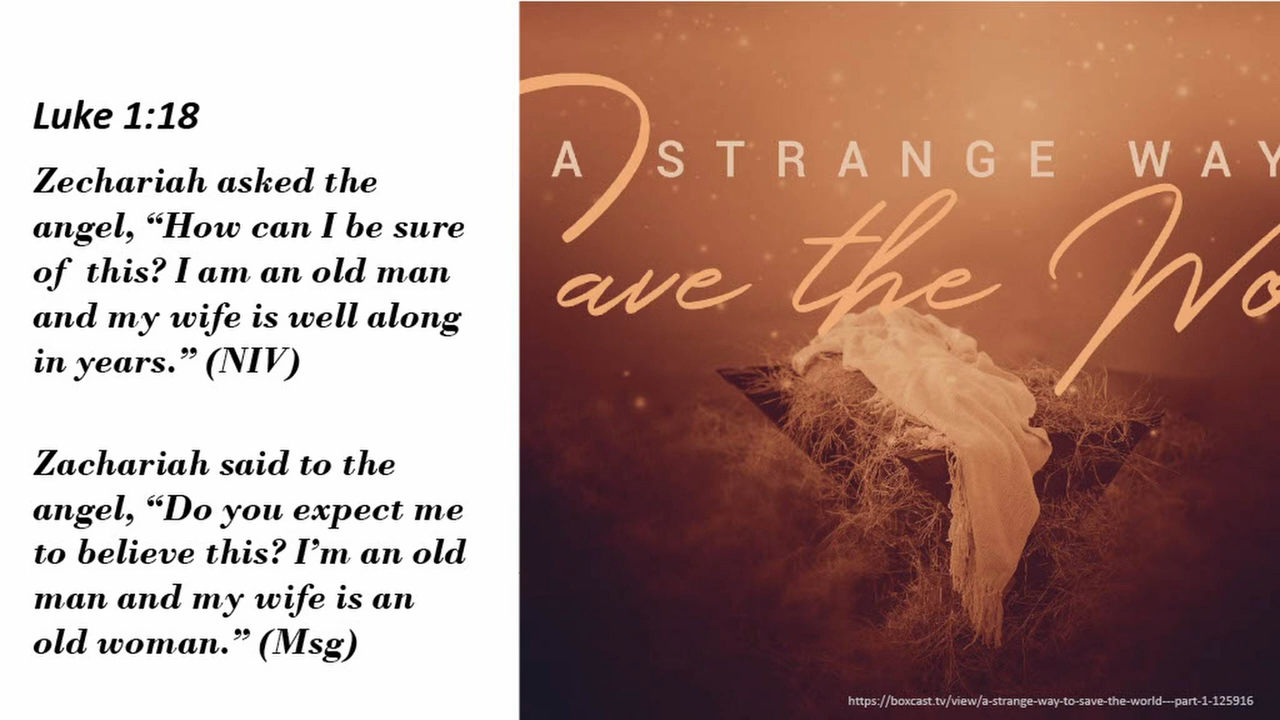 Luke 1:18
Zechariah asked the
angel, “How can I be sure
of this? I am an old man
and my wife is well along
in years.” (NIV)
Zachariah said to the
angel, “Do you expect me
to believe this? I’m an old
man and my wife is an
old woman.” (Msg)
A STRANGE WAY
ave the Wo
https://boxcast.tv/view/a-strange-way-to-save-the-world---part-1-125916